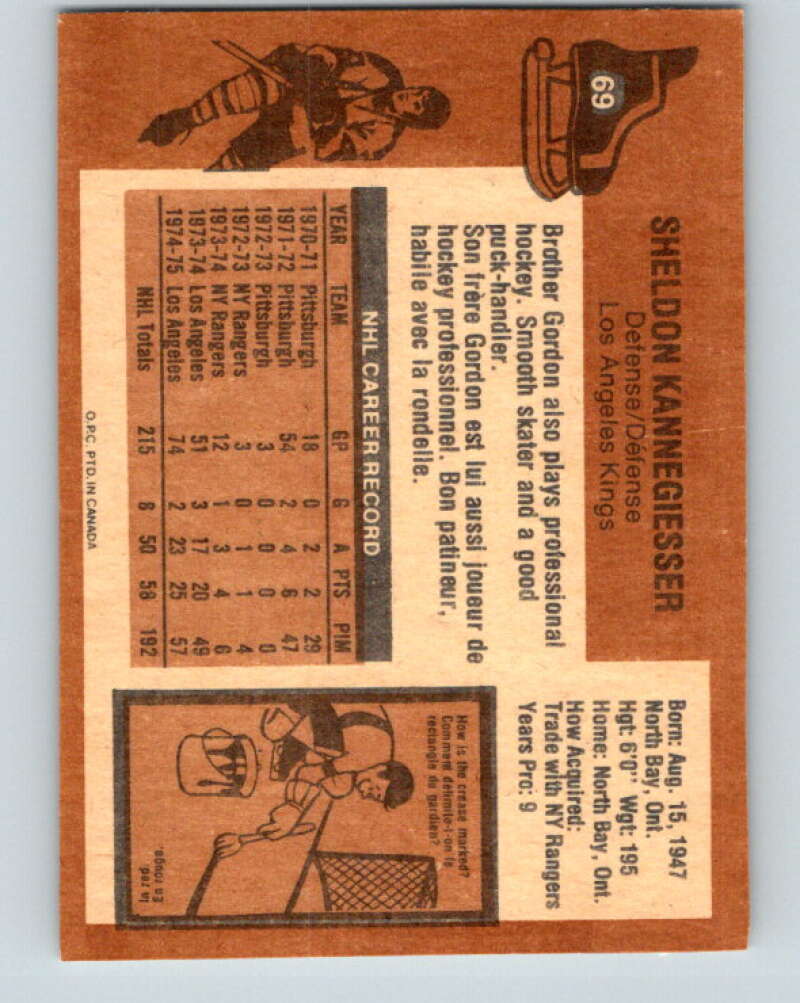 69
SHELDON KANNEGIESSER
Defense/Défense
Los Angeles Kings
Born: Aug. 15, 1947
North Bay, Ont.
Hgt: 6'0" Wgt: 195
Home: North Bay, Ont.
How Acquired:
Trade with NY Rangers
Years Pro: 9
Brother Gordon also plays professional
hockey. Smooth skater and a good
puck-handler.
Son frère Gordon est lui aussi joueur de
hockey professionnel. Bon patineur,
habile avec la rondelle.
NHL CAREER RECORD
YEAR TEAM GP G A PTS PIM
1970-71 Pittsburgh 18 0 2 2 29
1971-72 Pittsburgh 54 2 4 6 47
1972-73 Pittsburgh 3 0 0 0 0
1972-73 NY Rangers 3 0 1 1 4
1973-74 NY Rangers 12 1 3 4 6
1973-74 Los Angeles 51 3 17 20 49
1974-75 Los Angeles 74 2 23 25 57
NHL Totals 215 8 50 58 192
How is the crease marked?
Comment délimite-t-on le
rectangle du gardien?
In red.
En rouge.
O.P.C. PTD. IN CANADA